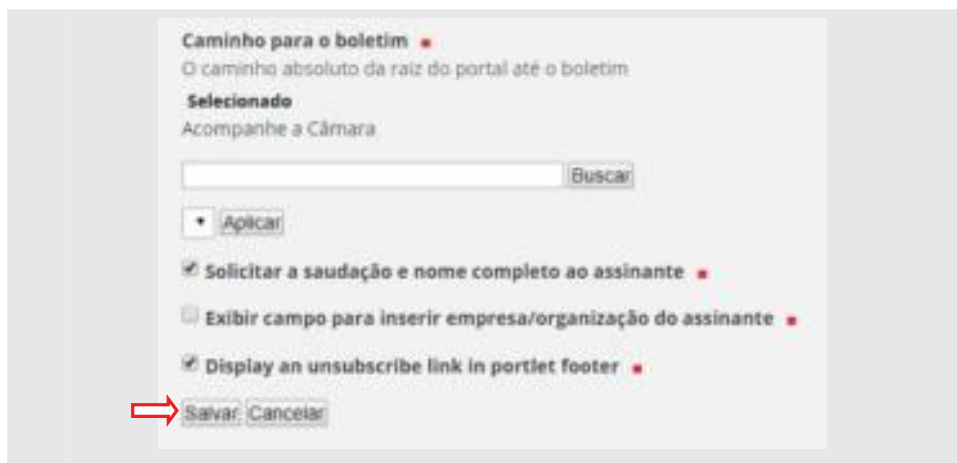 Caminho para o boletim
O caminho absoluto da raiz do portal até o boletim
Selecionado
Acompanhe a Câmara
Buscar
Aplicar
Solicitar a saudação e nome completo ao assinante
Exibir campo para inserir empresa/organização do assinante
Display an unsubscribe link in portlet footer
Salvar Cancelar